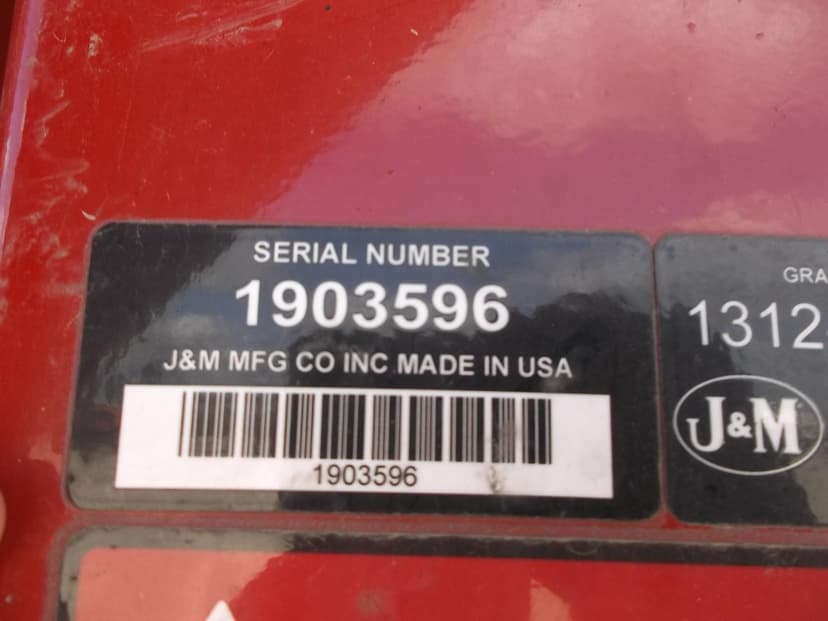 SERIAL NUMBER
1903596
J&M MFG CO INC MADE IN USA
1903596
GRA
1312
J&M